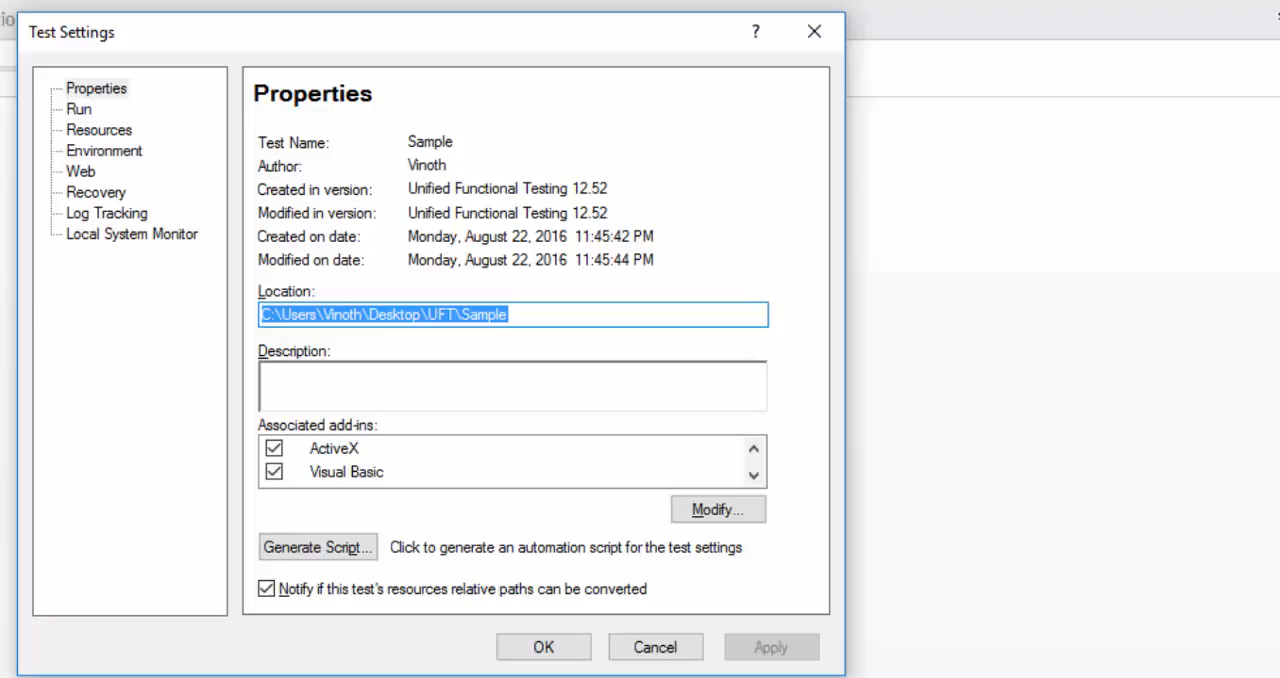 Test Settings
?
Properties
Run
Resources
Environment
Web
Recovery
Log Tracking
Local System Monitor
Properties
Test Name: Sample
Author: Vinoth
Created in version: Unified Functional Testing 12.52
Modified in version: Unified Functional Testing 12.52
Created on date: Monday, August 22, 2016 11:45:42 PM
Modified on date: Monday, August 22, 2016 11:45:44 PM
Location:
C:\Users\Vinoth\Desktop\UFT\Sample
Description:
Associated add-ins:
ActiveX
Visual Basic
Modify...
Generate Script... Click to generate an automation script for the test settings
Notify if this test's resources relative paths can be converted
OK Cancel Apply